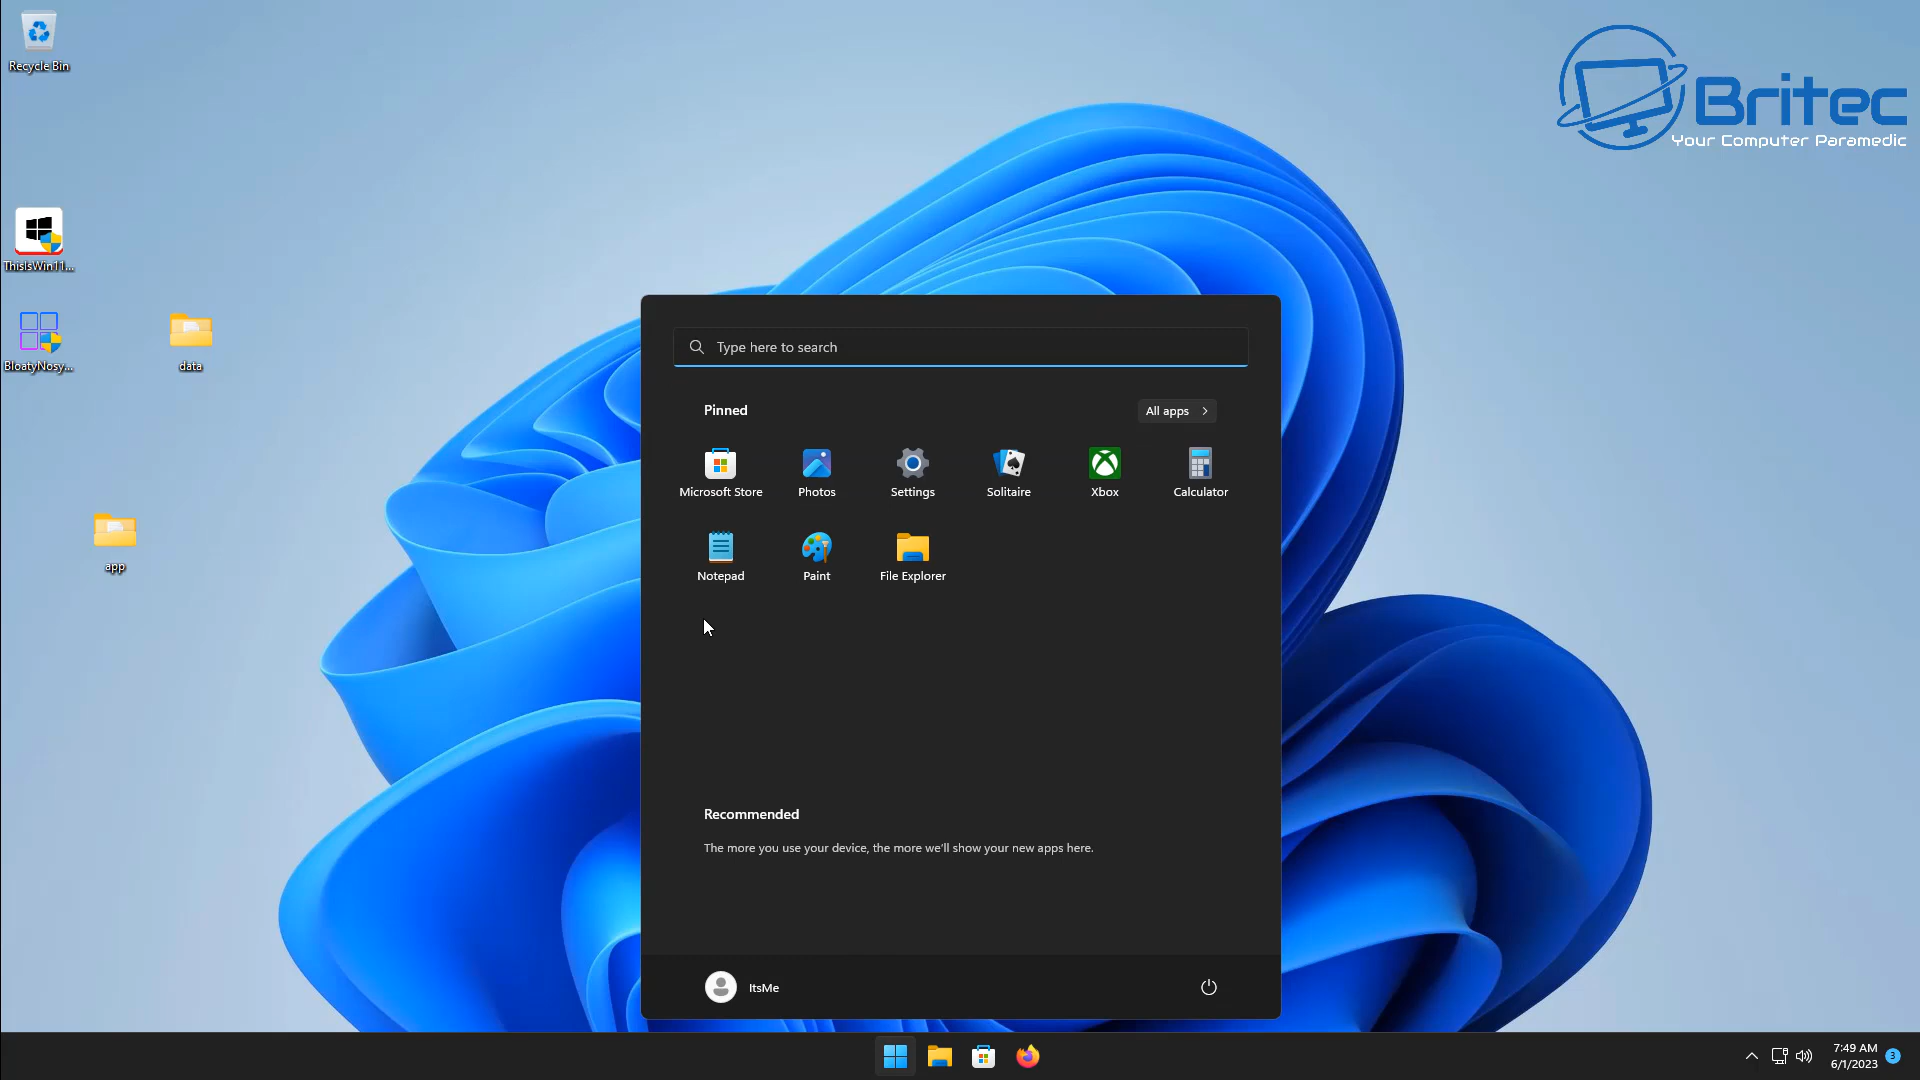 Recycle Bin
Britec
Your Computer Paramedic
ThisIsWin11...
BloatyNosy...
data
app
Type here to search
Pinned
All apps
Microsoft Store
Photos
Settings
Solitaire
Xbox
Calculator
Notepad
Paint
File Explorer
Recommended
The more you use your device, the more we'll show your new apps here.
ItsMe
7:49 AM
6/1/2023
3